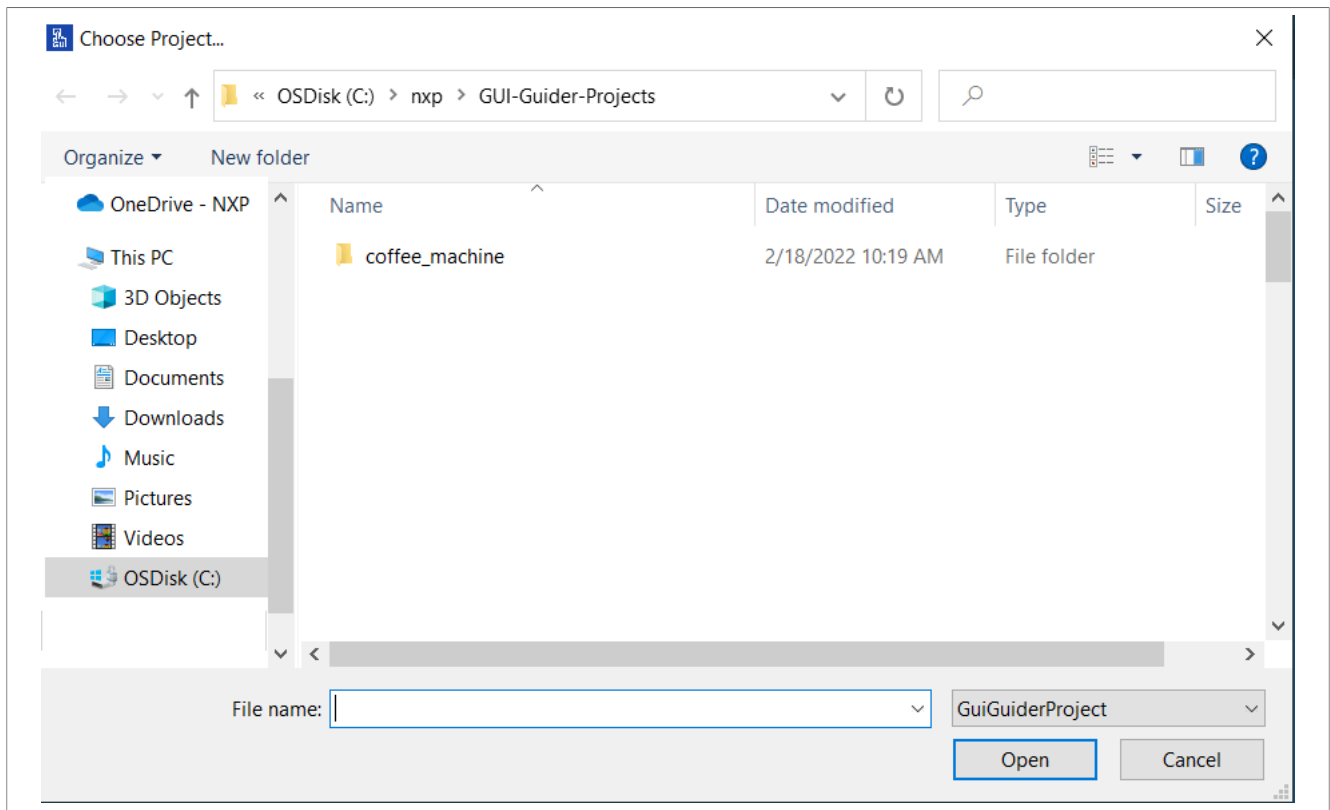 Choose Project...
« OSDisk (C:) > nxp > GUI-Guider-Projects
Organize New folder
?
Name Date modified Type Size
coffee_machine 2/18/2022 10:19 AM File folder
OneDrive - NXP
This PC
3D Objects
Desktop
Documents
Downloads
Music
Pictures
Videos
OSDisk (C:)
File name: GuiGuiderProject
Open Cancel